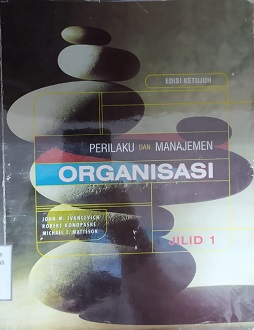 EDISI KETUJUH
PERILAKU DAN MANAJEMEN
ORGANISASI
JOHN M. IVANCEVICH
ROBERT KONOPASKE
MICHAEL T. MATTESON
JILID 1